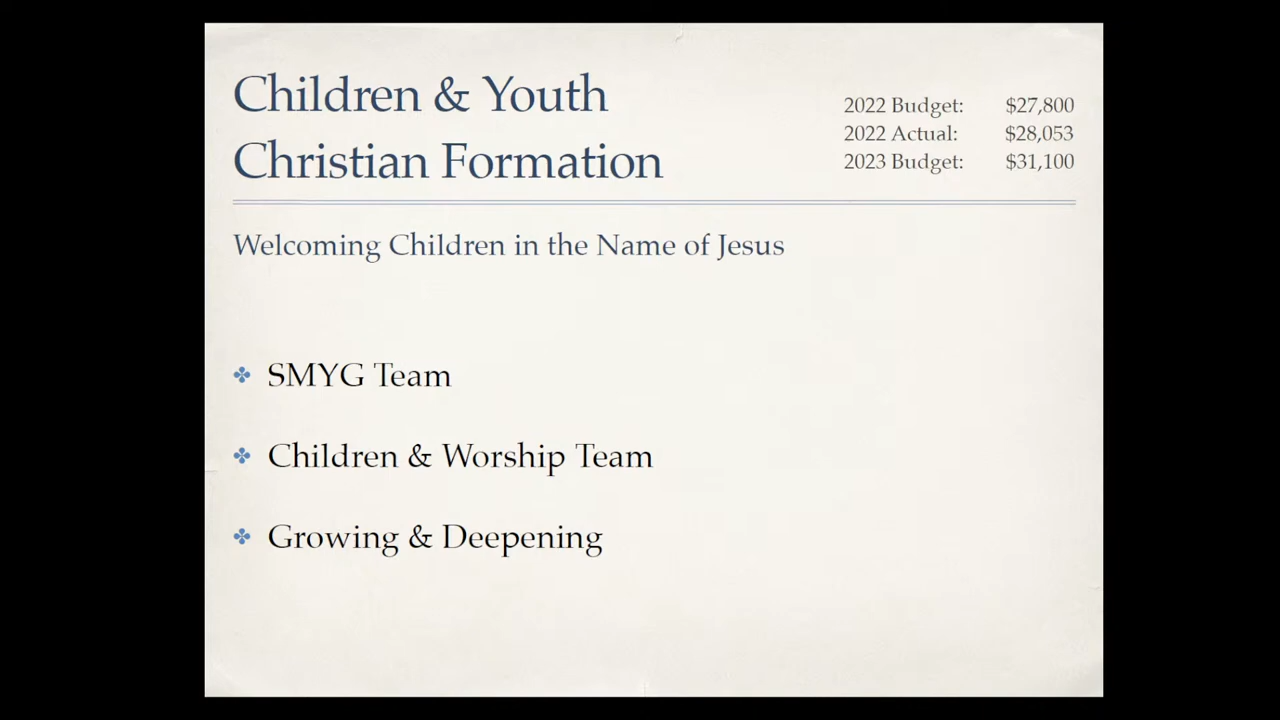 Children & Youth
Christian Formation
2022 Budget: $27,800
2022 Actual: $28,053
2023 Budget: $31,100
Welcoming Children in the Name of Jesus
SMYG Team
Children & Worship Team
Growing & Deepening